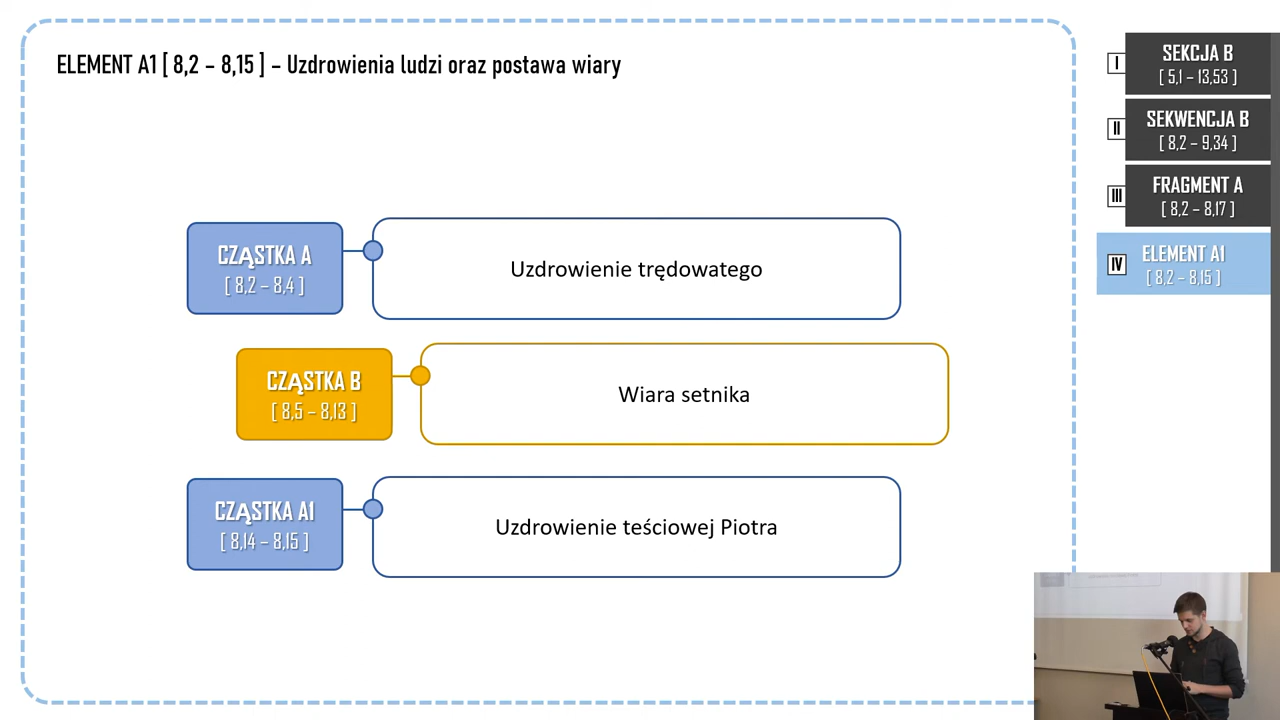 ELEMENT A1 [ 8,2 – 8,15 ] – Uzdrowienia ludzi oraz postawa wiary
CZĄSTKA A
[ 8,2 – 8,4 ]
Uzdrowienie trędowatego
CZĄSTKA B
[ 8,5 – 8,13 ]
Wiara setnika
CZĄSTKA A1
[ 8,14 – 8,15 ]
Uzdrowienie teściowej Piotra
I
SEKCJA B
[ 5,1 – 13,53 ]
II
SEKWENCJA B
[ 8,2 – 9,34 ]
III
FRAGMENT A
[ 8,2 – 8,17 ]
IV
ELEMENT A1
[ 8,2 – 8,15 ]